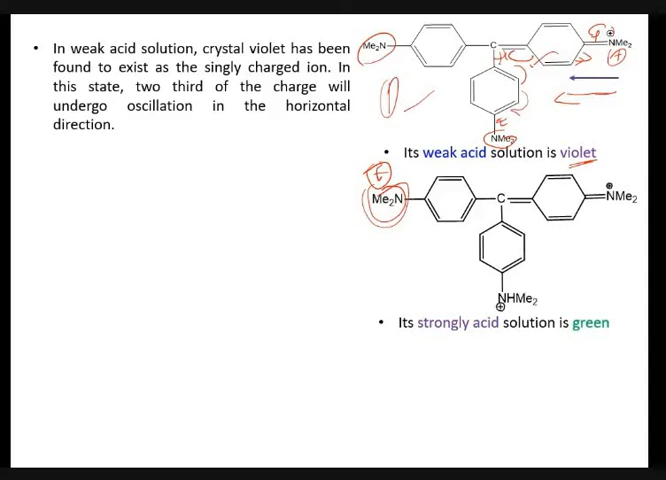 • In weak acid solution, crystal violet has been
found to exist as the singly charged ion. In
this state, two third of the charge will
undergo oscillation in the horizontal
direction.
Me₂N
C
⊕
NMe₂
NMe₂
• Its weak acid solution is violet
Me₂N
C
⊕
NMe₂
NHMe₂
⊕
• Its strongly acid solution is green